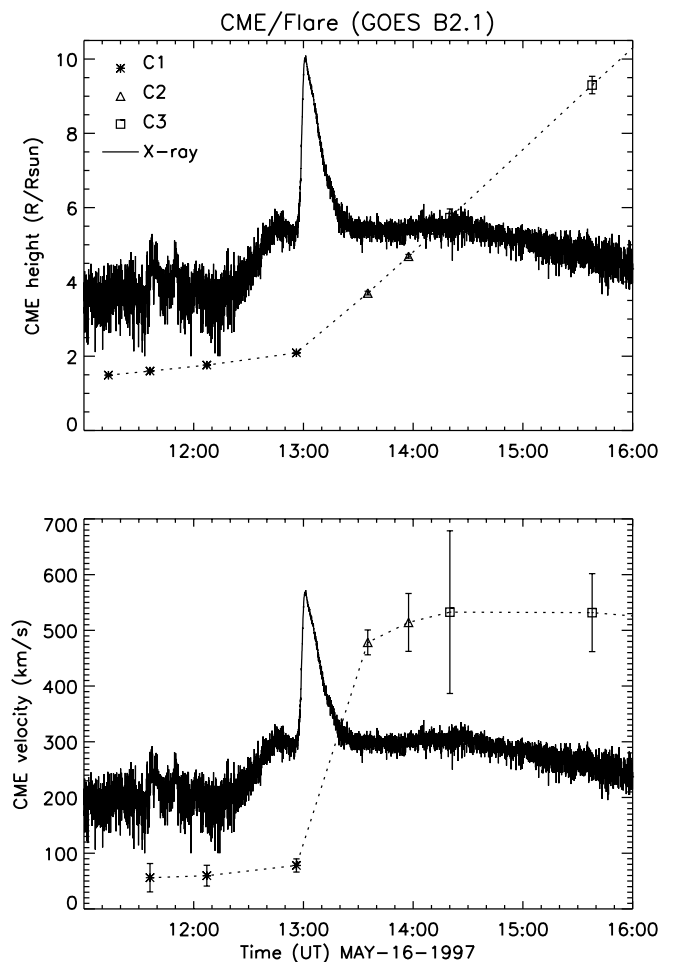 CME/Flare (GOES B2.1)
10
8
6
4
2
0
CME height (R/Rsun)
C1
C2
C3
X-ray
12:00 13:00 14:00 15:00 16:00
700
600
500
400
300
200
100
0
CME velocity (km/s)
12:00 13:00 14:00 15:00 16:00
Time (UT) MAY-16-1997